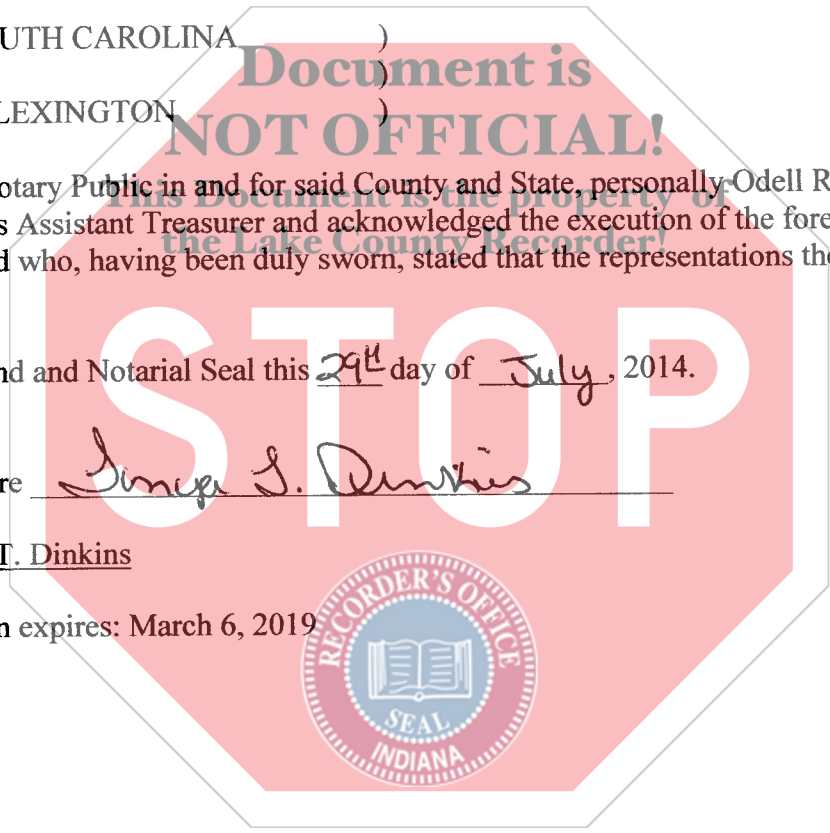 UTH CAROLINA )
Document is
)
LEXINGTON )
NOT OFFICIAL!
otary Public in and for said County and State, personally Odell R
This Document is the property of
s Assistant Treasurer and acknowledged the execution of the fore
the Lake County Recorder!
d who, having been duly sworn, stated that the representations the
STOP
nd and Notarial Seal this 29th day of July, 2014.
re T. Dinkins
T. Dinkins
n expires: March 6, 2019
RECORDER'S OFFICE
SEAL
INDIANA